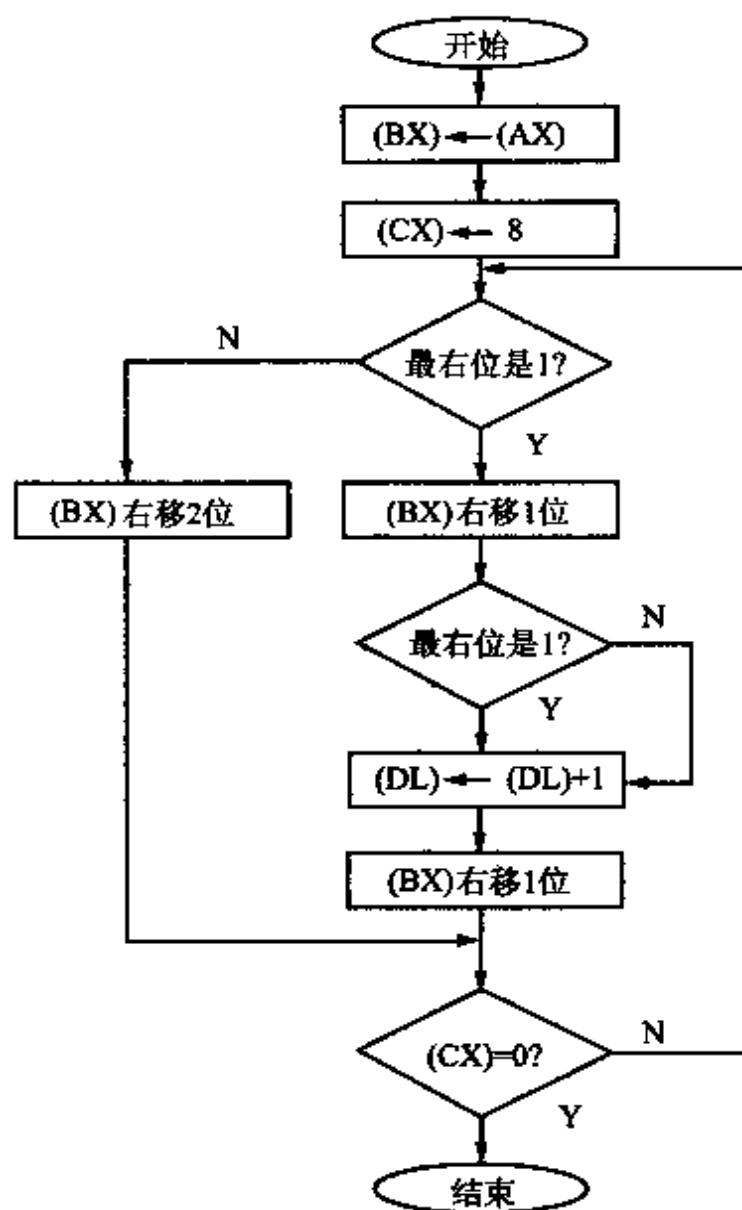 开始
(BX)← (AX)
(CX)← 8
最右位是1?
N
Y
(BX)右移2位
(BX)右移1位
最右位是1?
N
Y
(DL)← (DL)+1
(BX)右移1位
(CX)=0?
N
Y
结束